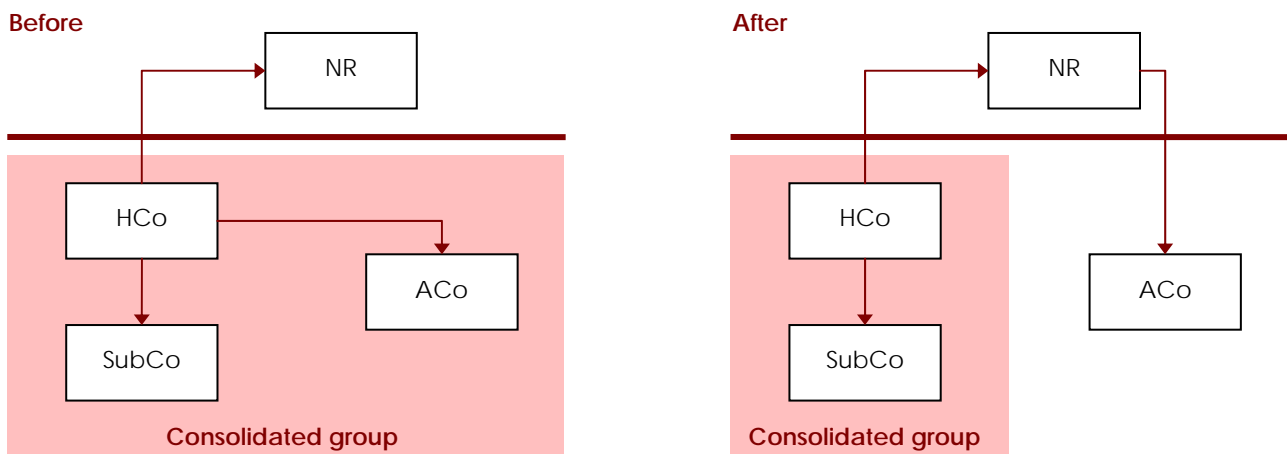 Before
NR
HCo
ACo
SubCo
Consolidated group
After
NR
HCo
ACo
SubCo
Consolidated group